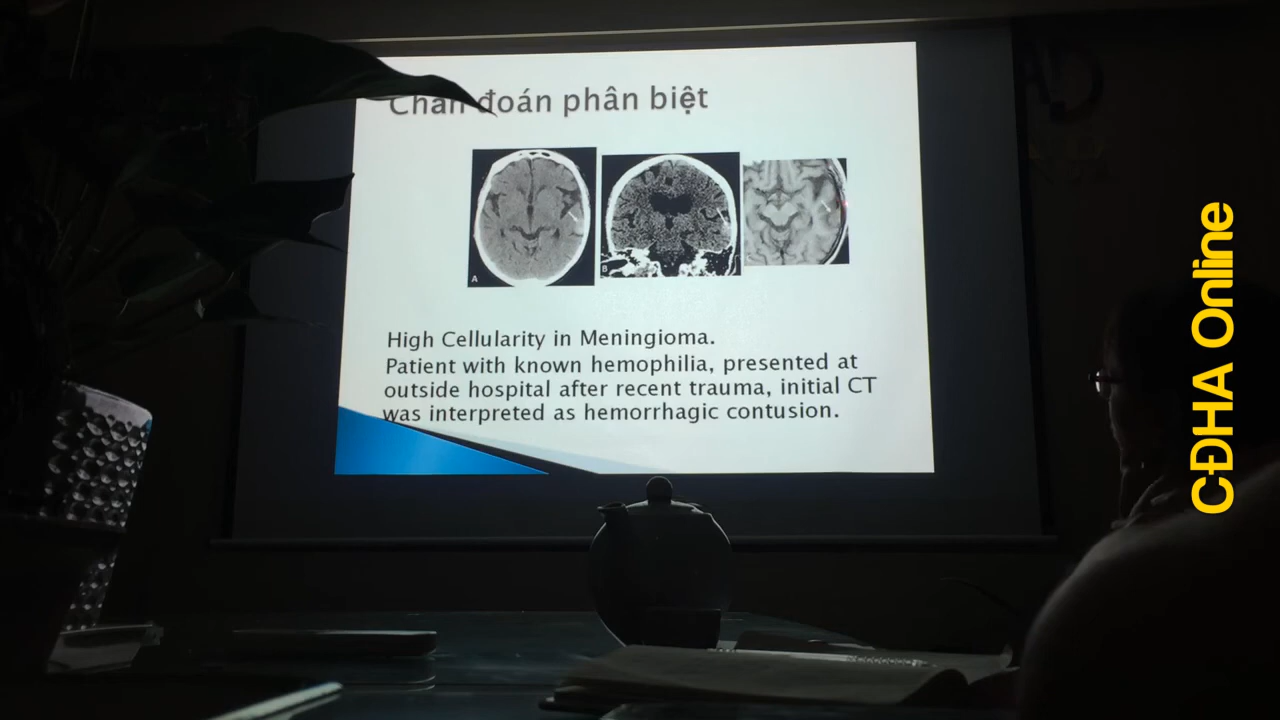 Chẩn đoán phân biệt
A
B
High Cellularity in Meningioma.
Patient with known hemophilia, presented at
outside hospital after recent trauma, initial CT
was interpreted as hemorrhagic contusion.
CĐHA Online